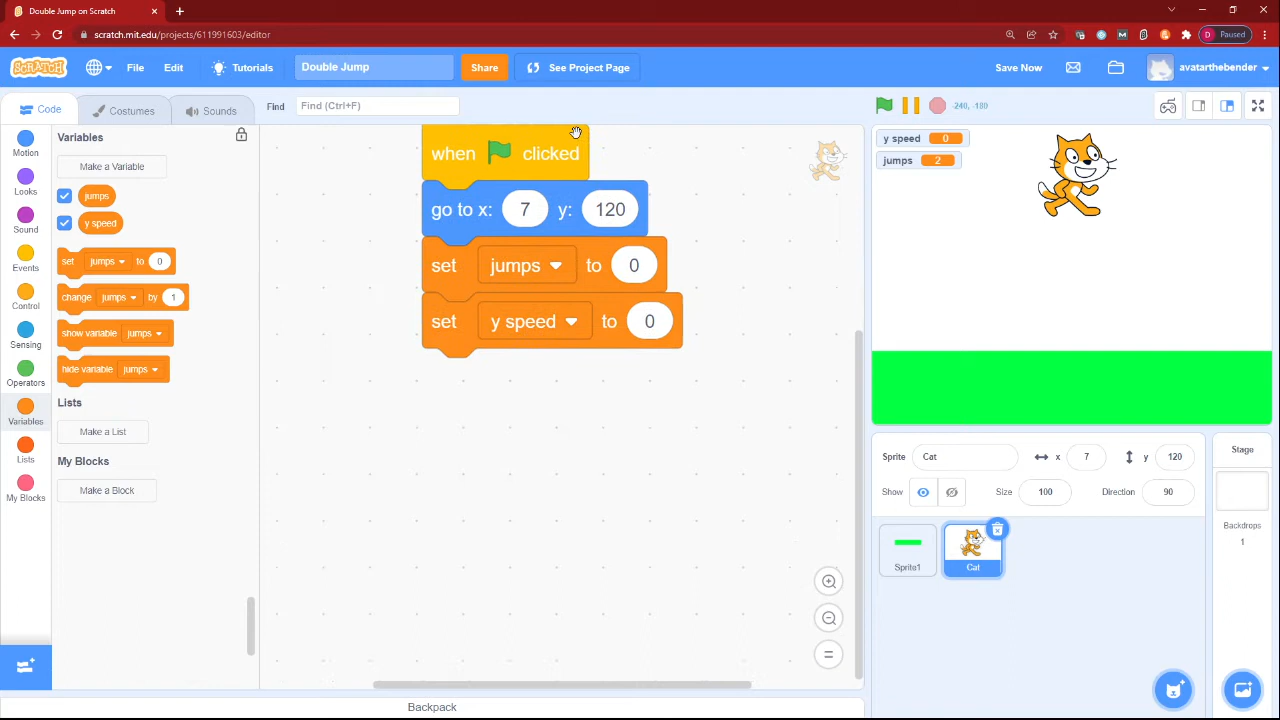 Double Jump on Scratch
scratch.mit.edu/projects/611991603/editor
Paused
SCRATCH
File
Edit
Tutorials
Double Jump
Share
See Project Page
Save Now
avatarthebender
Code
Costumes
Sounds
Find
Find (Ctrl+F)
-240, -180
Motion
Looks
Sound
Events
Control
Sensing
Operators
Variables
Lists
My Blocks
Variables
Make a Variable
jumps
y speed
set jumps to 0
change jumps by 1
show variable jumps
hide variable jumps
Lists
Make a List
My Blocks
Make a Block
when clicked
go to x: 7 y: 120
set jumps to 0
set y speed to 0
Backpack
y speed 0
jumps 2
Sprite Cat x 7 y 120
Show Size 100 Direction 90
Sprite1
Cat
Stage
Backdrops
1